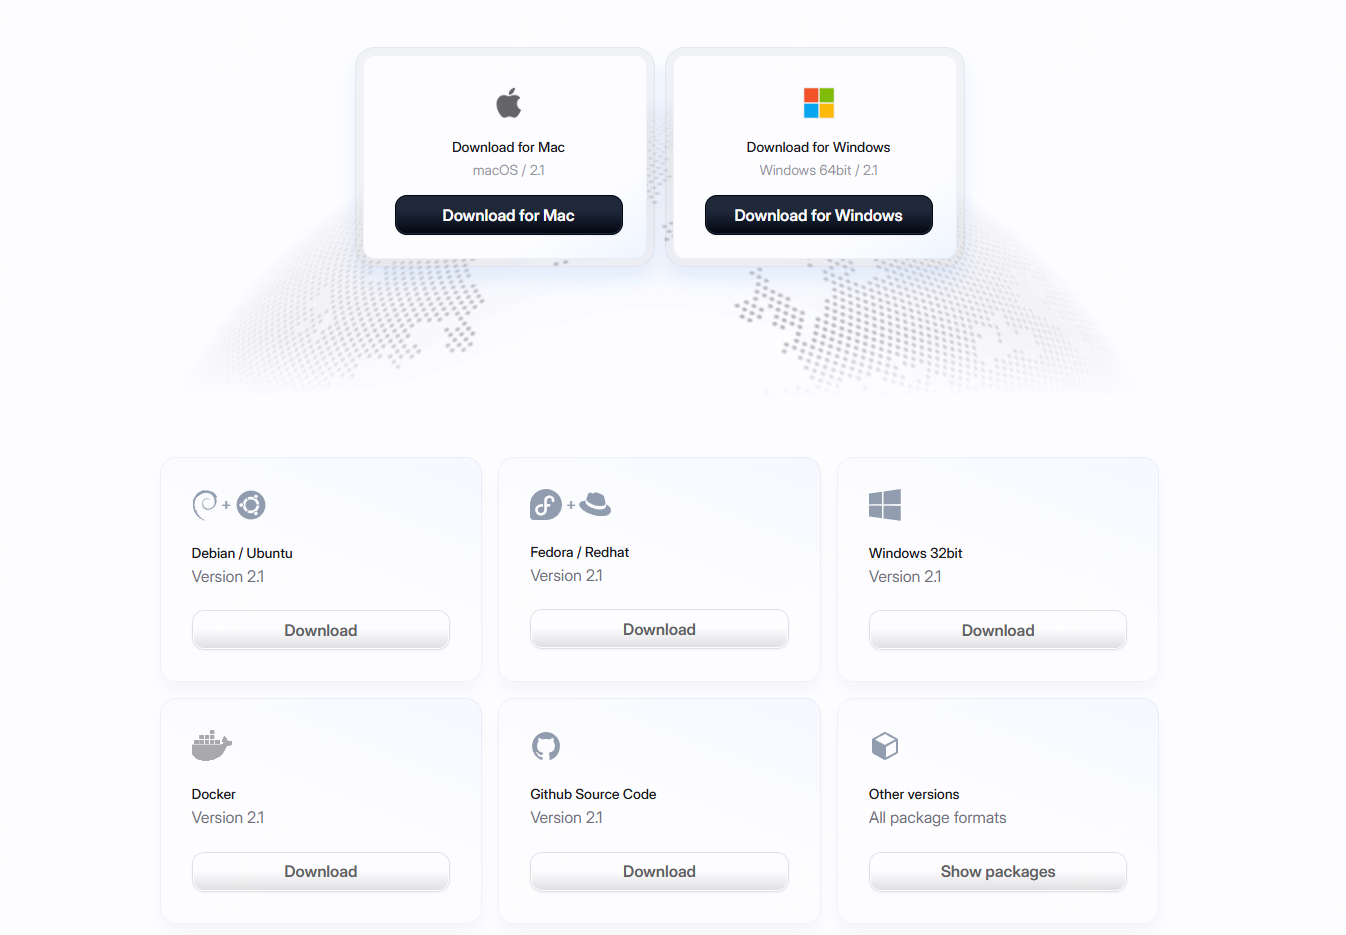 Download for Mac
macOS / 2.1
Download for Mac
Download for Windows
Windows 64bit / 2.1
Download for Windows
+
Debian / Ubuntu
Version 2.1
Download
+
Fedora / Redhat
Version 2.1
Download
Windows 32bit
Version 2.1
Download
Docker
Version 2.1
Download
Github Source Code
Version 2.1
Download
Other versions
All package formats
Show packages